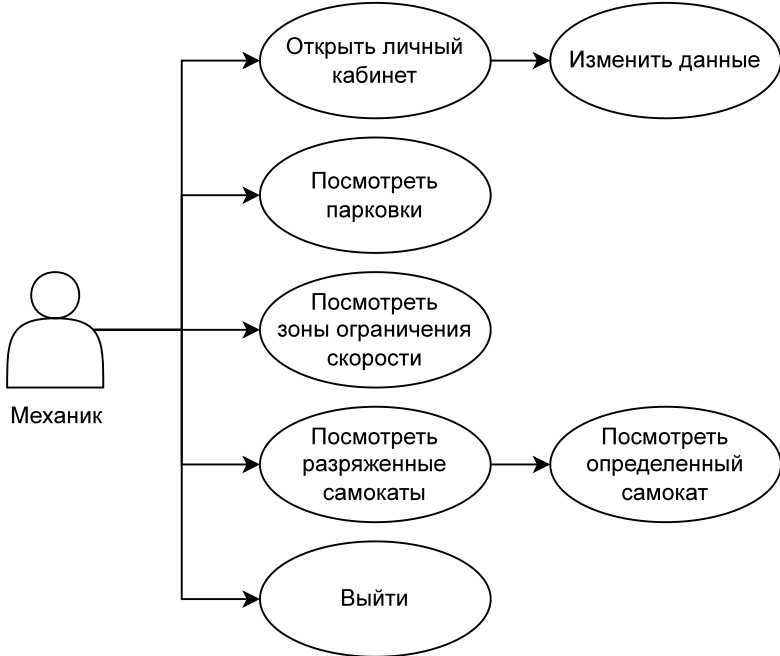 Открыть личный
кабинет
Изменить данные
Посмотреть
парковки
Посмотреть
зоны ограничения
скорости
Механик
Посмотреть
разряженные
самокаты
Посмотреть
определенный
самокат
Выйти